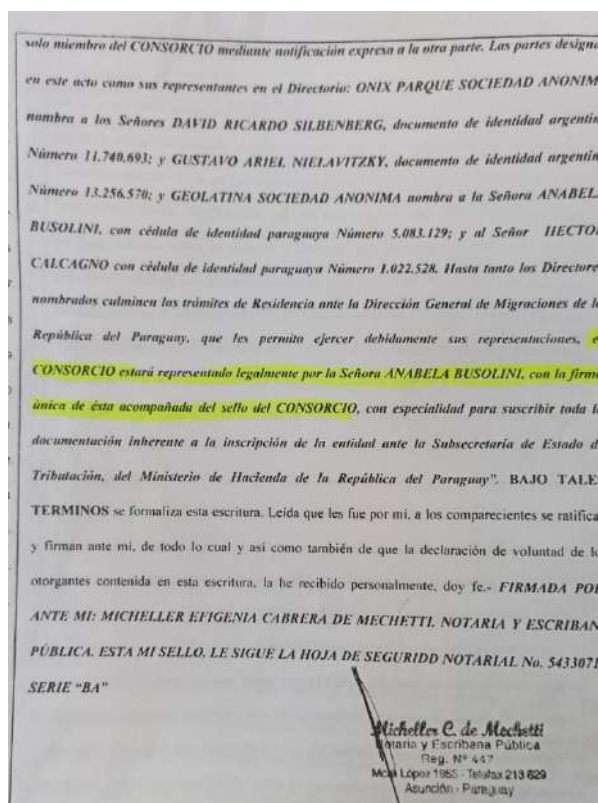 solo miembro del CONSORCIO mediante notificación expresa a la otra parte. Las partes designa
en este acto como sus representantes en el Directorio: ONIX PARQUE SOCIEDAD ANONIM
nombra a los Señores DAVID RICARDO SILBENBERG, documento de identidad argentin
Número 11.740.693; y GUSTAVO ARIEL NIELAVITZKY, documento de identidad argentin
Número 13.256.570; y GEOLATINA SOCIEDAD ANONIMA nombra a la Señora ANABEL
BUSOLINI, con cédula de identidad paraguaya Número 5.083.129; y al Señor HECTOR
CALCAGNO con cédula de identidad paraguaya Número 1.022.528. Hasta tanto los Directore
nombrados culminen los trámites de Residencia ante la Dirección General de Migraciones de l
República del Paraguay, que les permita ejercer debidamente sus representaciones, e
CONSORCIO estará representado legalmente por la Señora ANABELA BUSOLINI, con la firm
única de ésta acompañada del sello del CONSORCIO, con especialidad para suscribir toda l
documentación inherente a la inscripción de la entidad ante la Subsecretaría de Estado d
Tributación, del Ministerio de Hacienda de la República del Paraguay". BAJO TALE
TERMINOS se formaliza esta escritura. Leída que les fue por mi, a los comparecientes se ratifica
y firman ante mi, de todo lo cual y así como también de que la declaración de voluntad de lo
otorgantes contenida en esta escritura, la he recibido personalmente, doy fe.- FIRMADA POR
ANTE MI: MICHELLER EFIGENIA CABRERA DE MECHETTI. NOTARIA Y ESCRIBAN
PÚBLICA. ESTA MI SELLO. LE SIGUE LA HOJA DE SEGURIDD NOTARIAL No. 5433071
SERIE "BA"
Micheller C. de Mechetti
Notaria y Escribana Pública
Reg. Nº 447
Mcal López 1955 - Telefax 213 629
Asunción - Paraguay